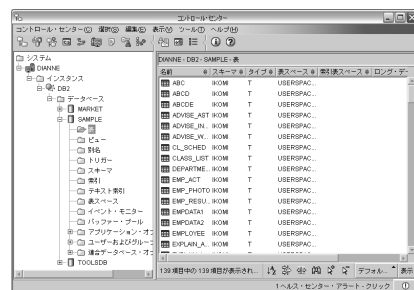 コントロール・センター
コントロール・センター(C) 選択(S) 編集(E) 表示(V) ツール(T) ヘルプ(H)
システム
DIANNE
インスタンス
DB2
データベース
MARKET
SAMPLE
表
ビュー
別名
トリガー
スキーマ
索引
テキスト索引
表スペース
イベント・モニター
バッファー・プール
アプリケーション・オ
ユーザーおよびグルー
連合データベース・オ
TOOLSDB
DIANNE - DB2 - SAMPLE - 表
名前 スキーマ タイプ 表スペース 索引表スペース ロング・デー
ABC IKOMI T USERSPAC...
ABCD IKOMI T USERSPAC...
ABCDE IKOMI T USERSPAC...
ADVISE_AST IKOMI T USERSPAC...
ADVISE_IN... IKOMI T USERSPAC...
ADVISE_W... IKOMI T USERSPAC...
CL_SCHED IKOMI T USERSPAC...
CLASS_LIST IKOMI T USERSPAC...
DEPARTME... IKOMI T USERSPAC...
EMP_ACT IKOMI T USERSPAC...
EMP_PHOTO IKOMI T USERSPAC...
EMP_RESU... IKOMI T USERSPAC...
EMPDATA1 IKOMI T USERSPAC...
EMPDATA2 IKOMI T USERSPAC...
EMPLOYEE IKOMI T USERSPAC...
EXPLAIN_A... IKOMI T USERSPAC...
139 項目中の 139 項目が表示され... デフォル... 表示
1 ヘルス・センター・アラート・クリック